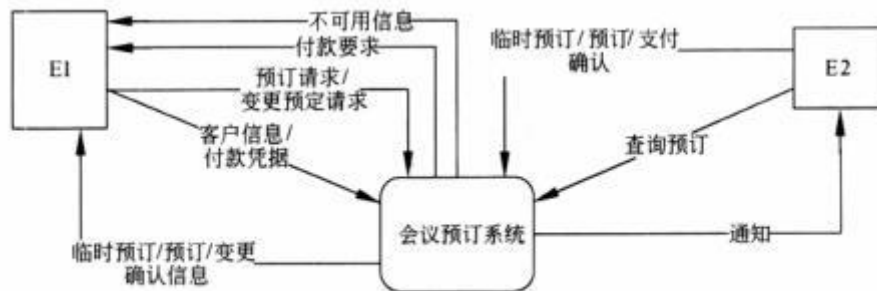 不可用信息
付款要求
E1
预订请求/
变更预定请求
客户信息/
付款凭据
临时预订/预订/支付
确认
E2
查询预订
会议预订系统
通知
临时预订/预订/变更
确认信息